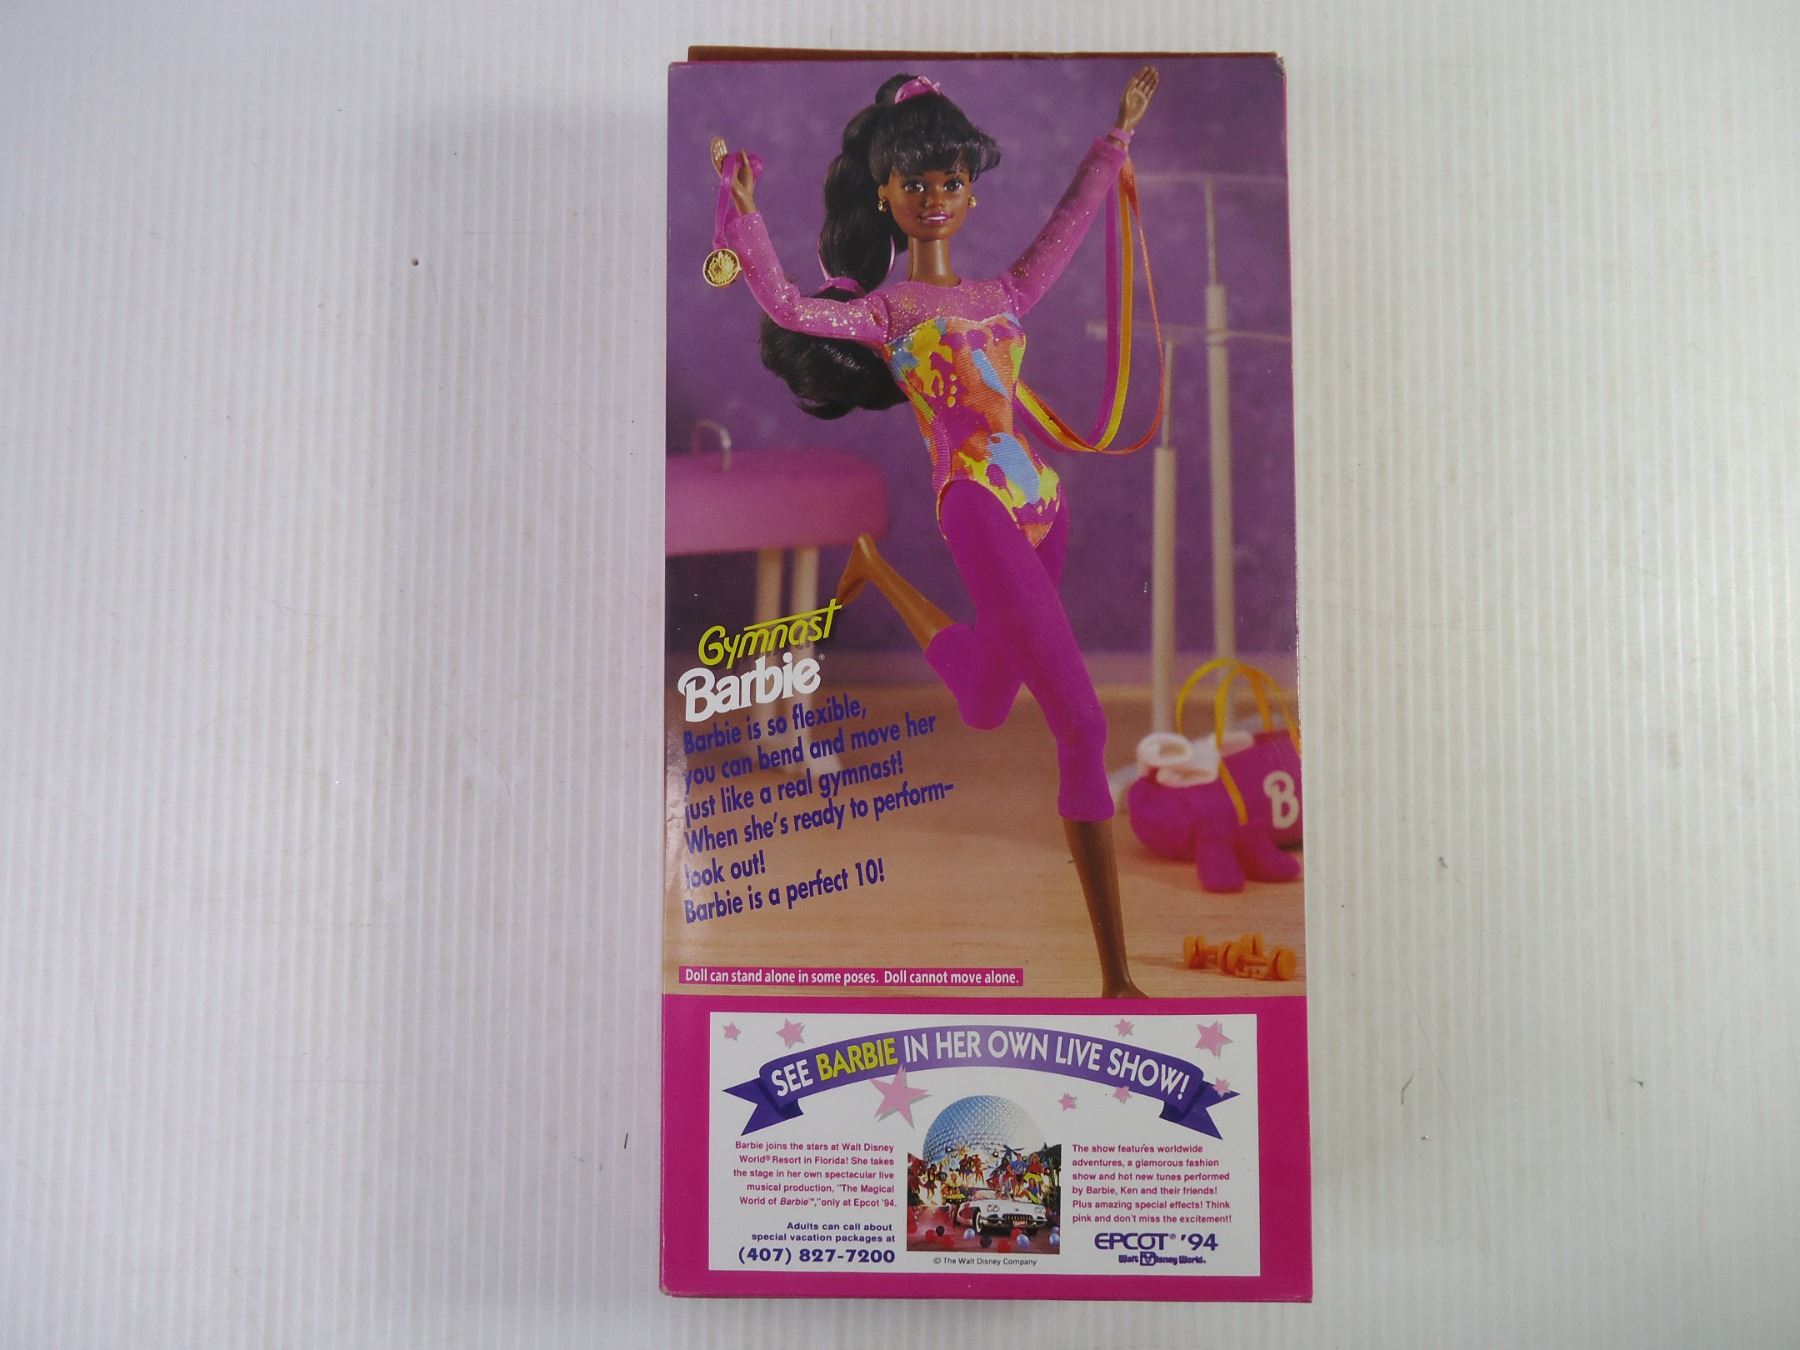 Gymnast
Barbie®
Barbie is so flexible,
you can bend and move her
just like a real gymnast!
When she's ready to perform-
look out!
Barbie is a perfect 10!
Doll can stand alone in some poses. Doll cannot move alone.
B
SEE BARBIE IN HER OWN LIVE SHOW!
Barbie joins the stars at Walt Disney
World® Resort in Florida! She takes
the stage in her own spectacular live
musical production, "The Magical
World of Barbie™," only at Epcot '94.
Adults can call about
special vacation packages at
(407) 827-7200
© The Walt Disney Company
The show features worldwide
adventures, a glamorous fashion
show and hot new tunes performed
by Barbie, Ken and their friends!
Plus amazing special effects! Think
pink and don't miss the excitement!
EPCOT® '94
Walt Disney World.